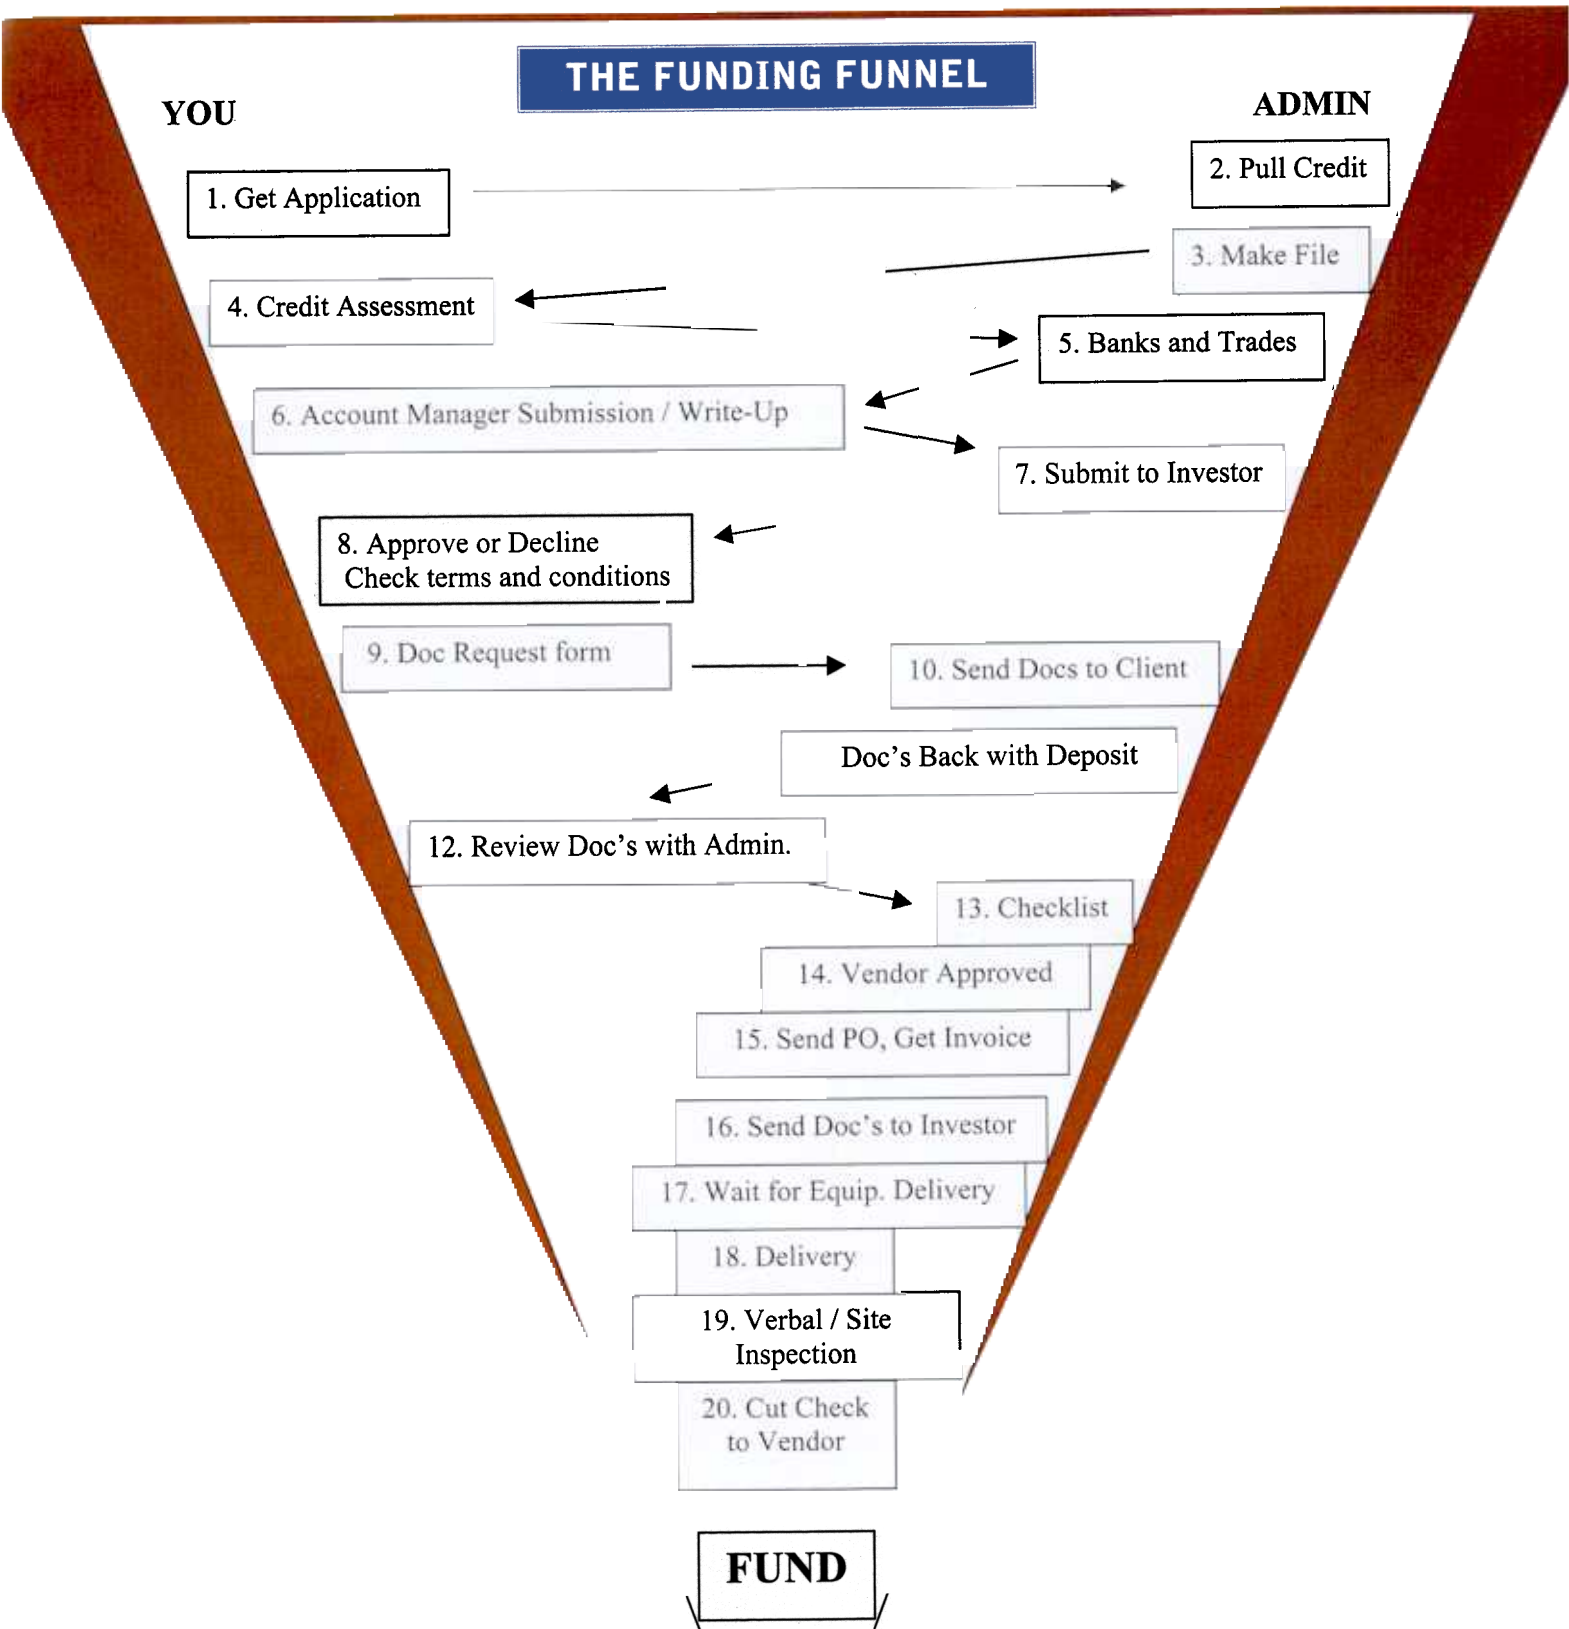 THE FUNDING FUNNEL
YOU
ADMIN
1. Get Application
2. Pull Credit
3. Make File
4. Credit Assessment
5. Banks and Trades
6. Account Manager Submission / Write-Up
7. Submit to Investor
8. Approve or Decline
Check terms and conditions
9. Doc Request form
10. Send Docs to Client
Doc's Back with Deposit
12. Review Doc's with Admin.
13. Checklist
14. Vendor Approved
15. Send PO, Get Invoice
16. Send Doc's to Investor
17. Wait for Equip. Delivery
18. Delivery
19. Verbal / Site
Inspection
20. Cut Check
to Vendor
FUND